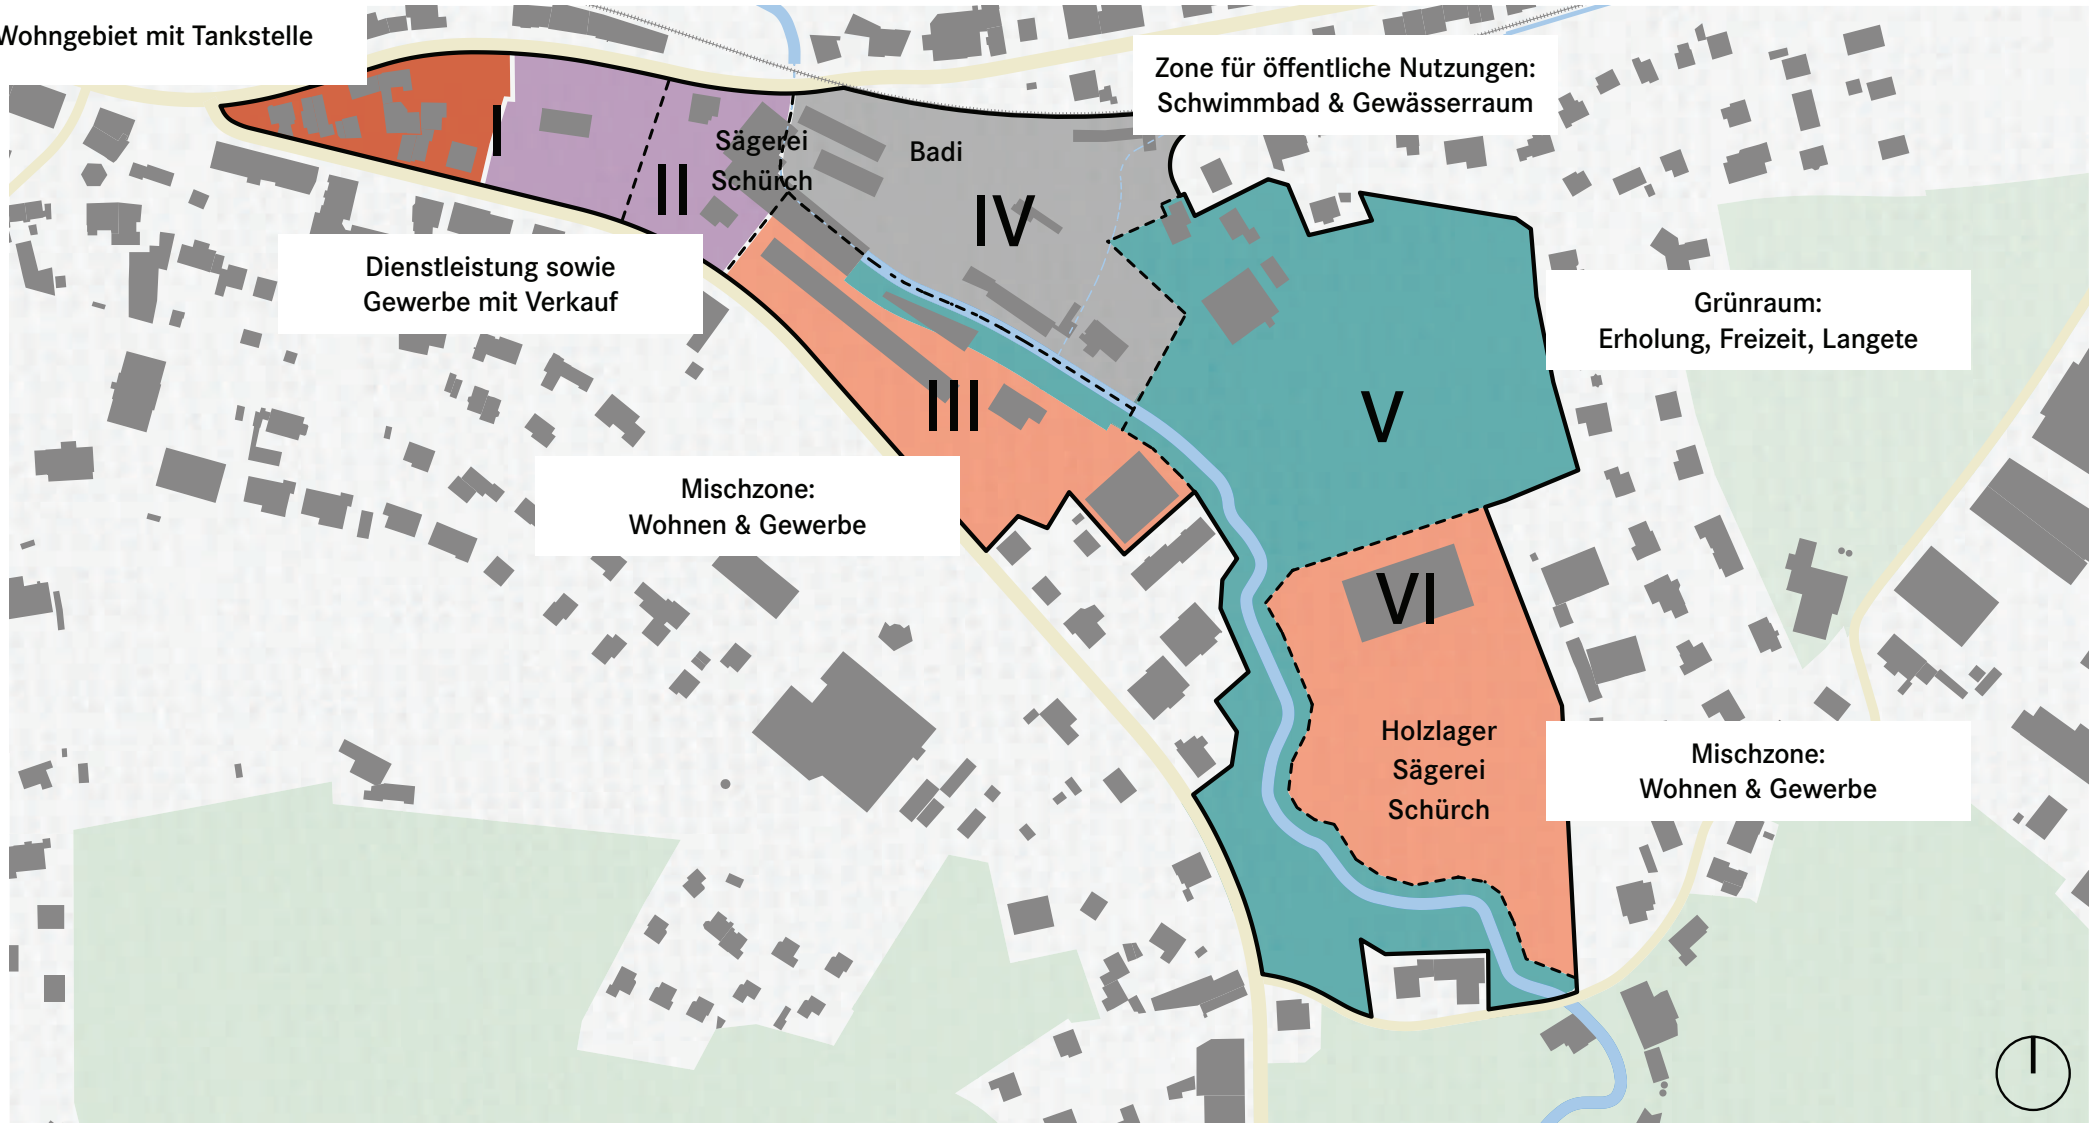 Wohngebiet mit Tankstelle
Zone für öffentliche Nutzungen:
Schwimmbad & Gewässerraum
I
Sägerei
Schürch
II
Badi
IV
Dienstleistung sowie
Gewerbe mit Verkauf
Grünraum:
Erholung, Freizeit, Langete
III
V
Mischzone:
Wohnen & Gewerbe
VI
Holzlager
Sägerei
Schürch
Mischzone:
Wohnen & Gewerbe